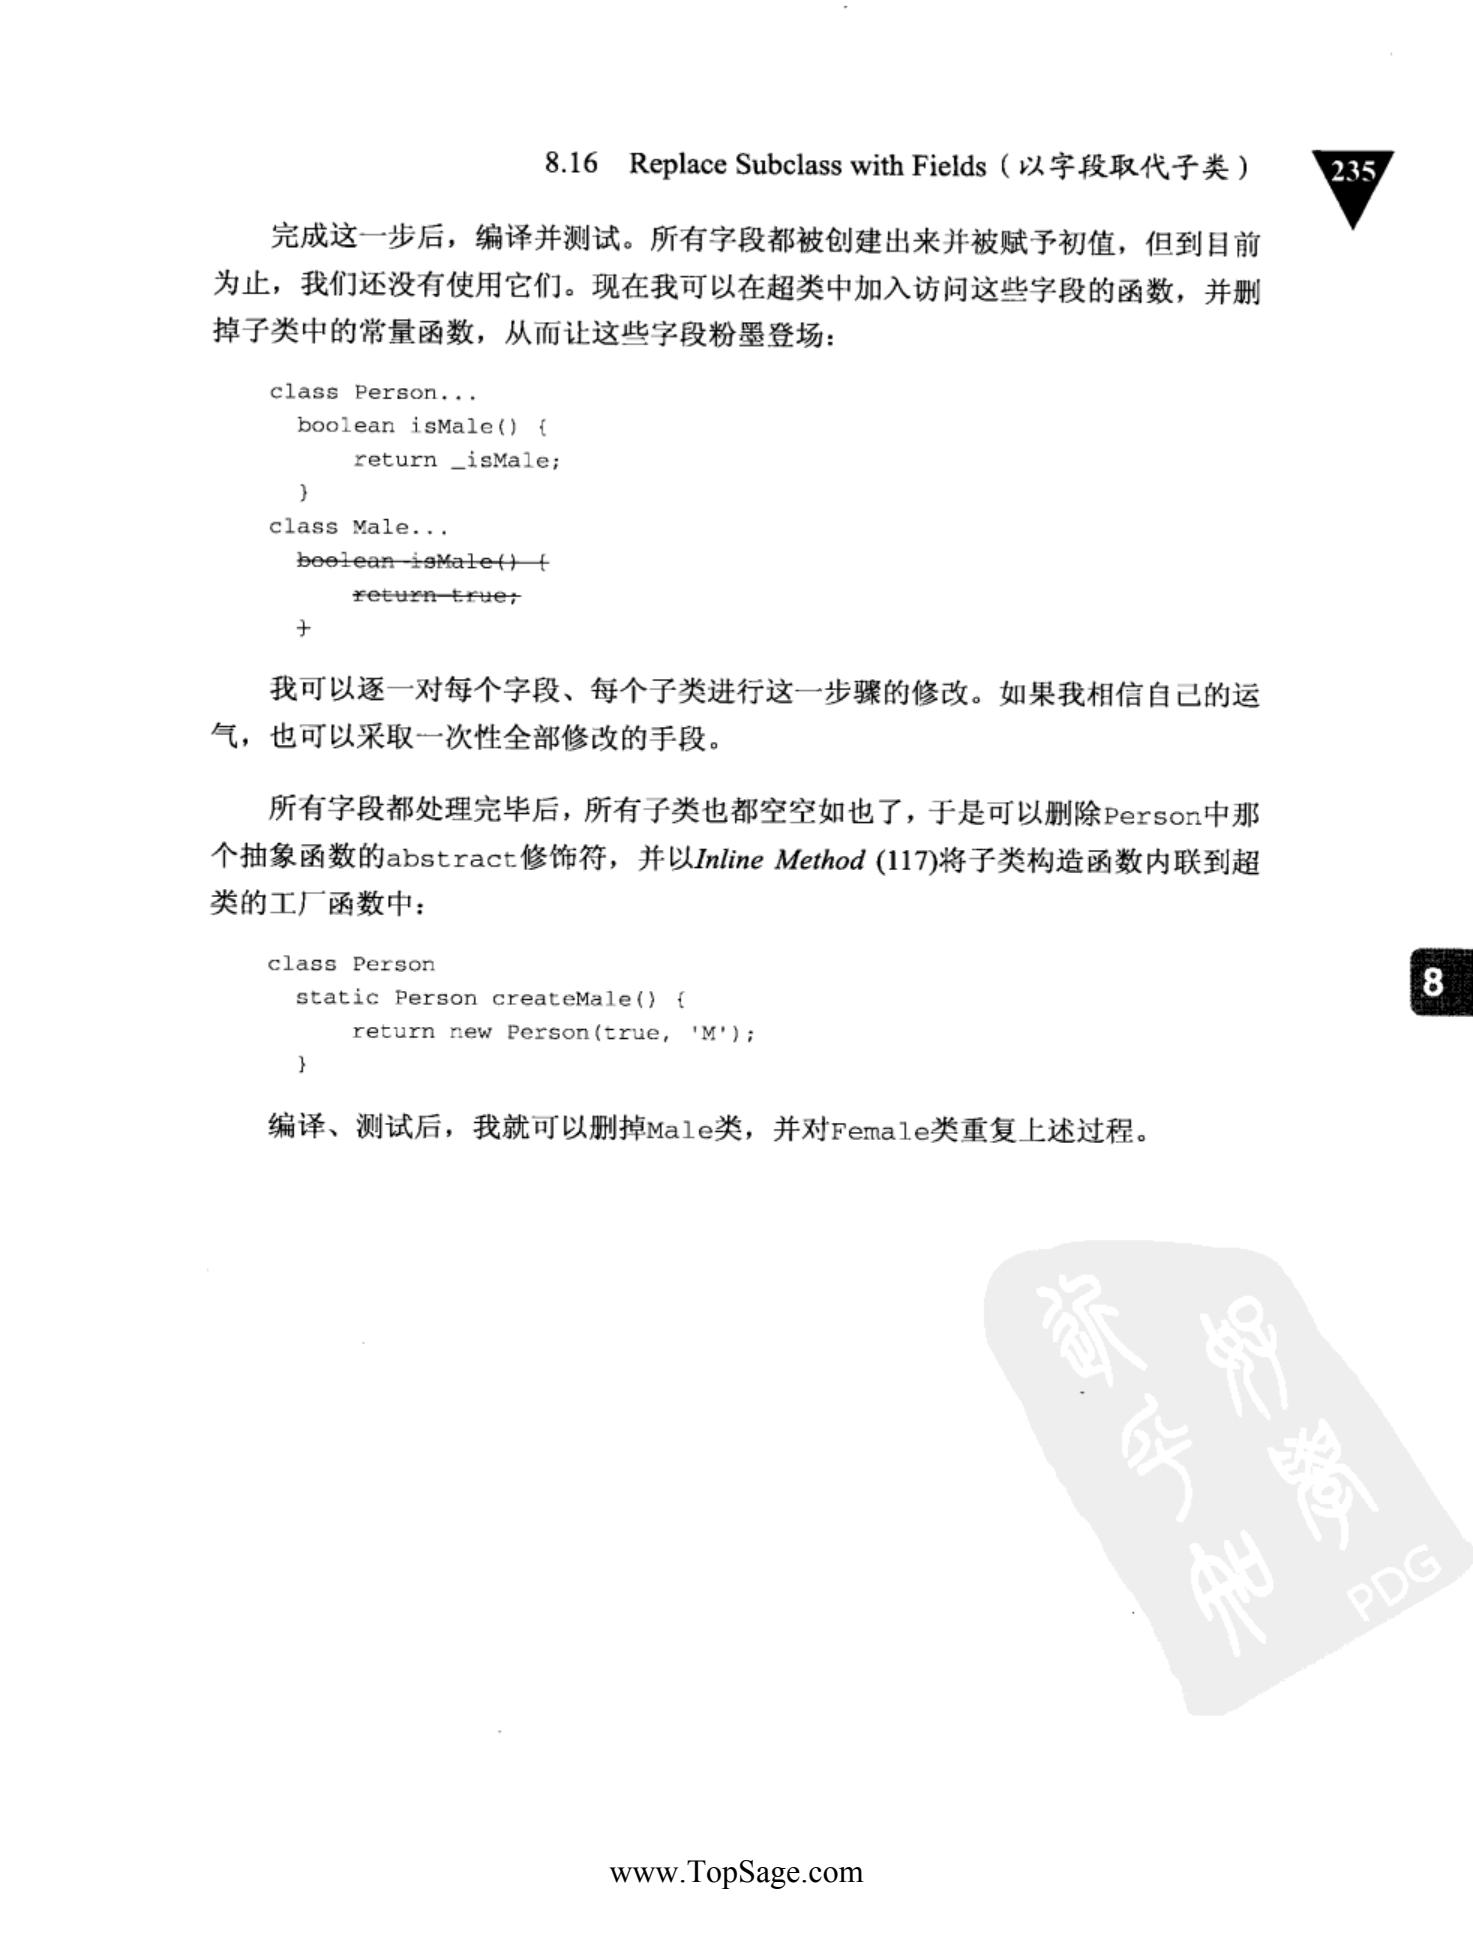 8.16 Replace Subclass with Fields（以字段取代子类）
235
完成这一步后，编译并测试。所有字段都被创建出来并被赋予初值，但到目前
为止，我们还没有使用它们。现在我可以在超类中加入访问这些字段的函数，并删
掉子类中的常量函数，从而让这些字段粉墨登场：
class Person...
boolean isMale() {
return _isMale;
}
class Male...
boolean isMale() {
return true;
}
我可以逐一对每个字段、每个子类进行这一步骤的修改。如果我相信自己的运
气，也可以采取一次性全部修改的手段。
所有字段都处理完毕后，所有子类也都空空如也了，于是可以删除Person中那
个抽象函数的abstract修饰符，并以Inline Method (117)将子类构造函数内联到超
类的工厂函数中：
class Person
static Person createMale() {
return new Person(true, 'M');
}
8
编译、测试后，我就可以删掉Male类，并对Female类重复上述过程。
PDG
www.TopSage.com